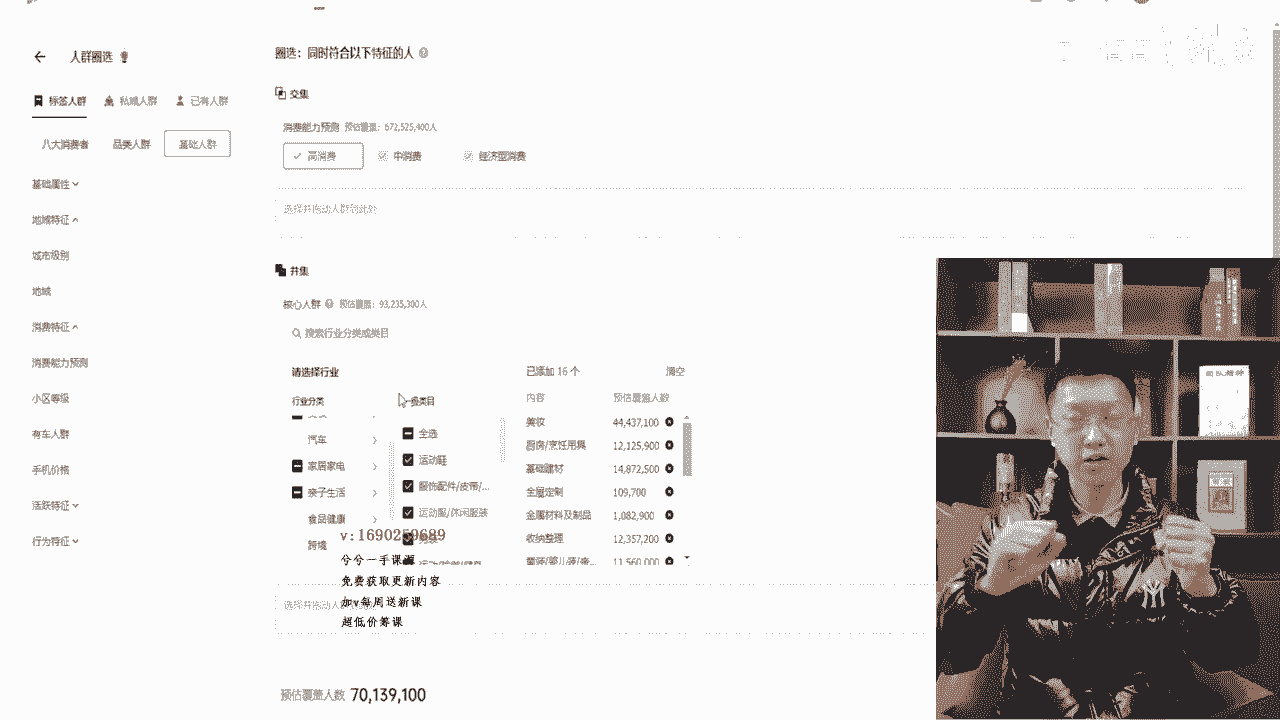 人群圈选
圈选：同时符合以下特征的人
标签人群 私域人群 已有人群
交集
八大消费者 品类人群 基础人群
消费能力预测 预估覆盖：672,525,400人
高消费 中消费 经济型消费
基础属性
选择并拖动人群到此处
地域特征
城市级别
并集
地域
核心人群 预估覆盖：93,235,300人
消费特征
搜索行业分类或类目
消费能力预测
请选择行业 已添加 16 个 清空
小区等级
行业分类 一级类目 内容 预估覆盖人数
美妆 44,437,100
有车人群
汽车 全选
厨房/烹饪用具 12,125,900
家居家电 运动鞋
手机价格
基础建材 14,872,500
亲子生活 服饰配件/皮带/...
全屋定制 109,700
活跃特征
食品健康 运动服/休闲服装
金属材料及制品 1,082,900
行为特征
跨境
收纳整理 12,357,200
11,560,000
v:1690259689
分分一手课源
免费获取更新内容
加v每周送新课
超低价筹课
预估覆盖人数 70,139,100
团队精神